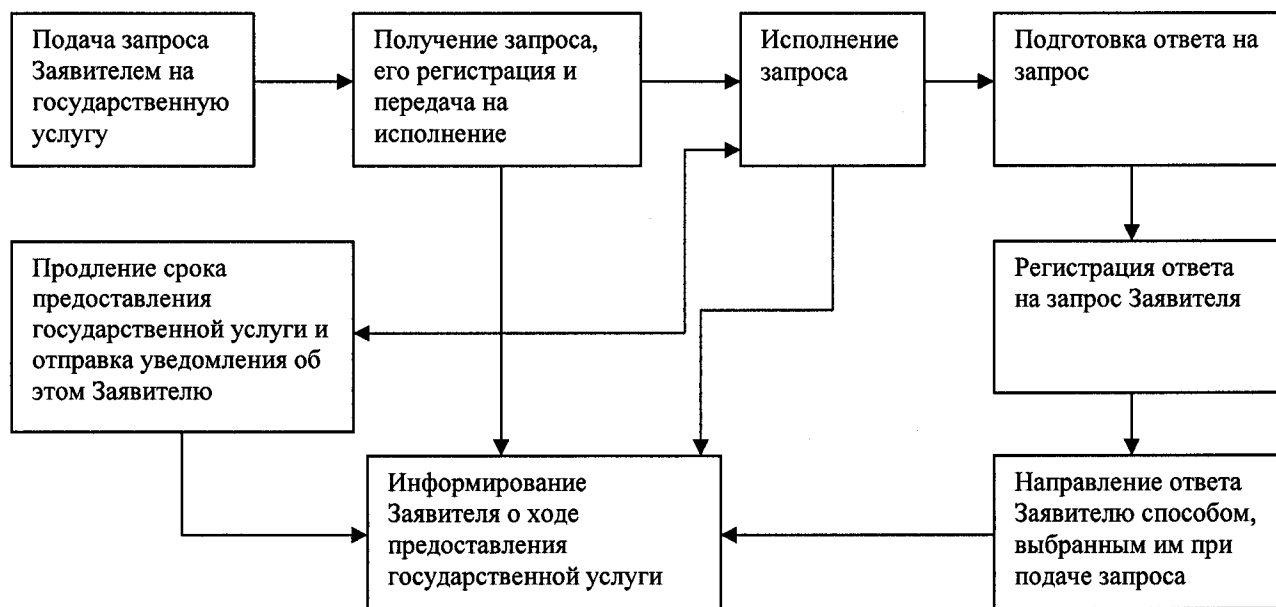 Подача запроса
Заявителем на
государственную
услугу
Получение запроса,
его регистрация и
передача на
исполнение
Исполнение
запроса
Подготовка ответа на
запрос
Продление срока
предоставления
государственной услуги и
отправка уведомления об
этом Заявителю
Регистрация ответа
на запрос Заявителя
Информирование
Заявителя о ходе
предоставления
государственной услуги
Направление ответа
Заявителю способом,
выбранным им при
подаче запроса